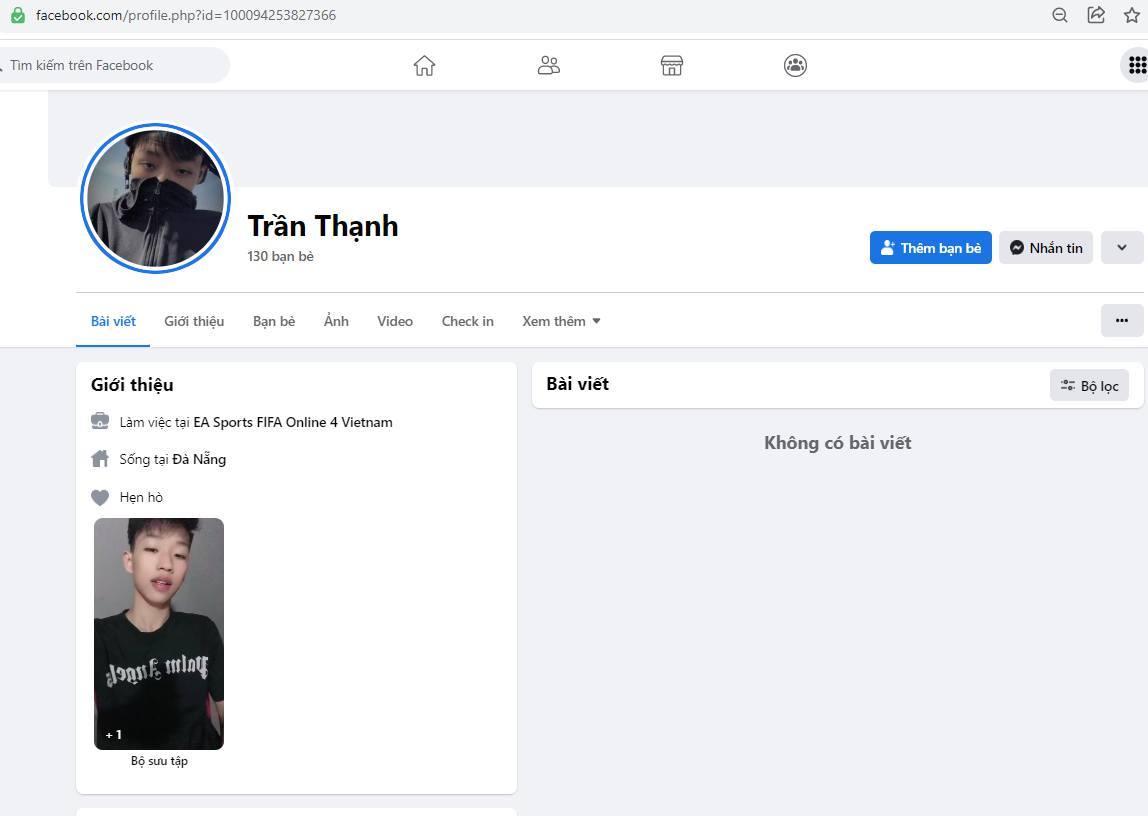 facebook.com/profile.php?id=100094253827366
Tìm kiếm trên Facebook
Trần Thạnh
130 bạn bè
Thêm bạn bè
Nhắn tin
Bài viết
Giới thiệu
Bạn bè
Ảnh
Video
Check in
Xem thêm
Giới thiệu
Làm việc tại EA Sports FIFA Online 4 Vietnam
Sống tại Đà Nẵng
Hẹn hò
Palm Angels
+ 1
Bộ sưu tập
Bài viết
Bộ lọc
Không có bài viết